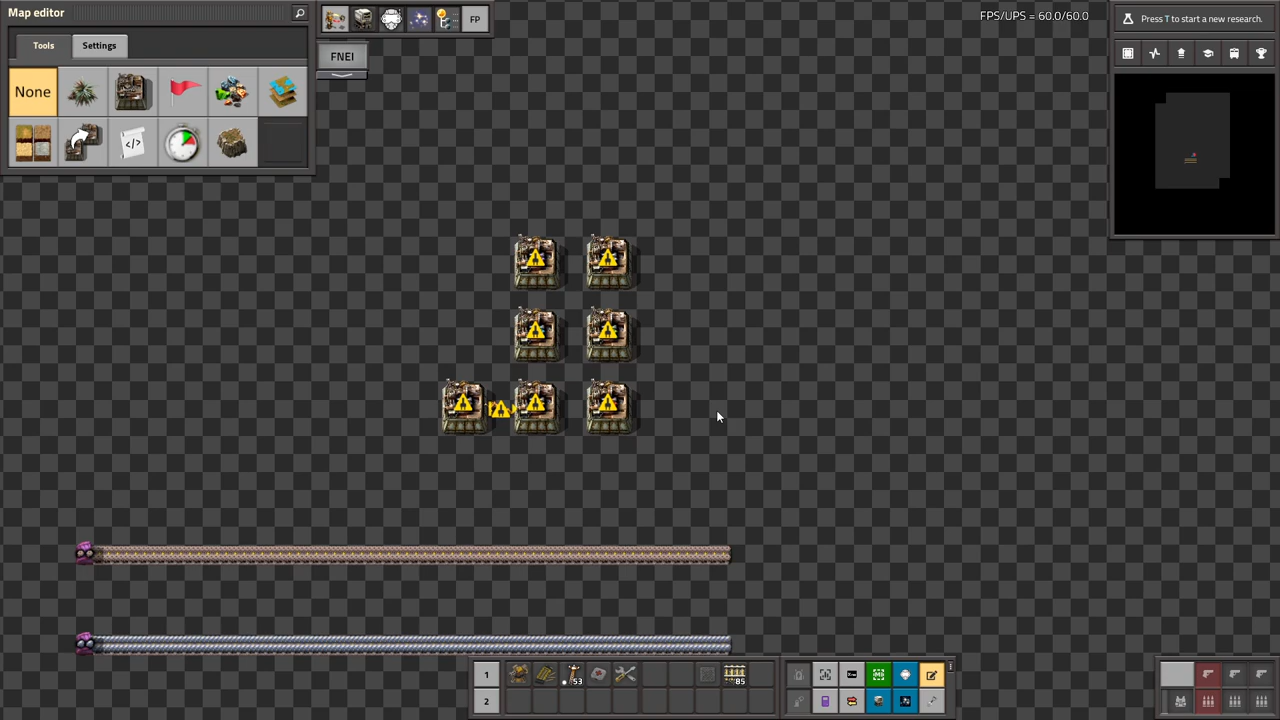 Map editor
FP
FPS/UPS = 60.0/60.0
Press T to start a new research.
Tools
Settings
FNEI
None
</>
1
53
85
2